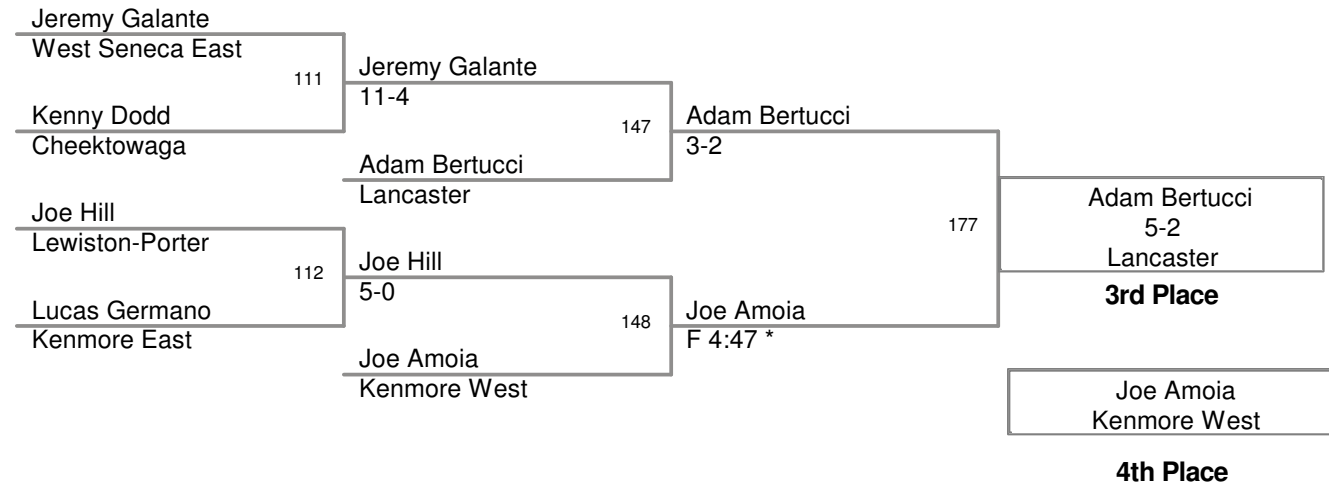 Jeremy Galante
West Seneca East
111
Jeremy Galante
11-4
Kenny Dodd
Cheektowaga
147
Adam Bertucci
3-2
Adam Bertucci
Lancaster
Joe Hill
Lewiston-Porter
177
Adam Bertucci
5-2
Lancaster
3rd Place
112
Joe Hill
5-0
Lucas Germano
Kenmore East
148
Joe Amoia
F 4:47 *
Joe Amoia
Kenmore West
Joe Amoia
Kenmore West
4th Place